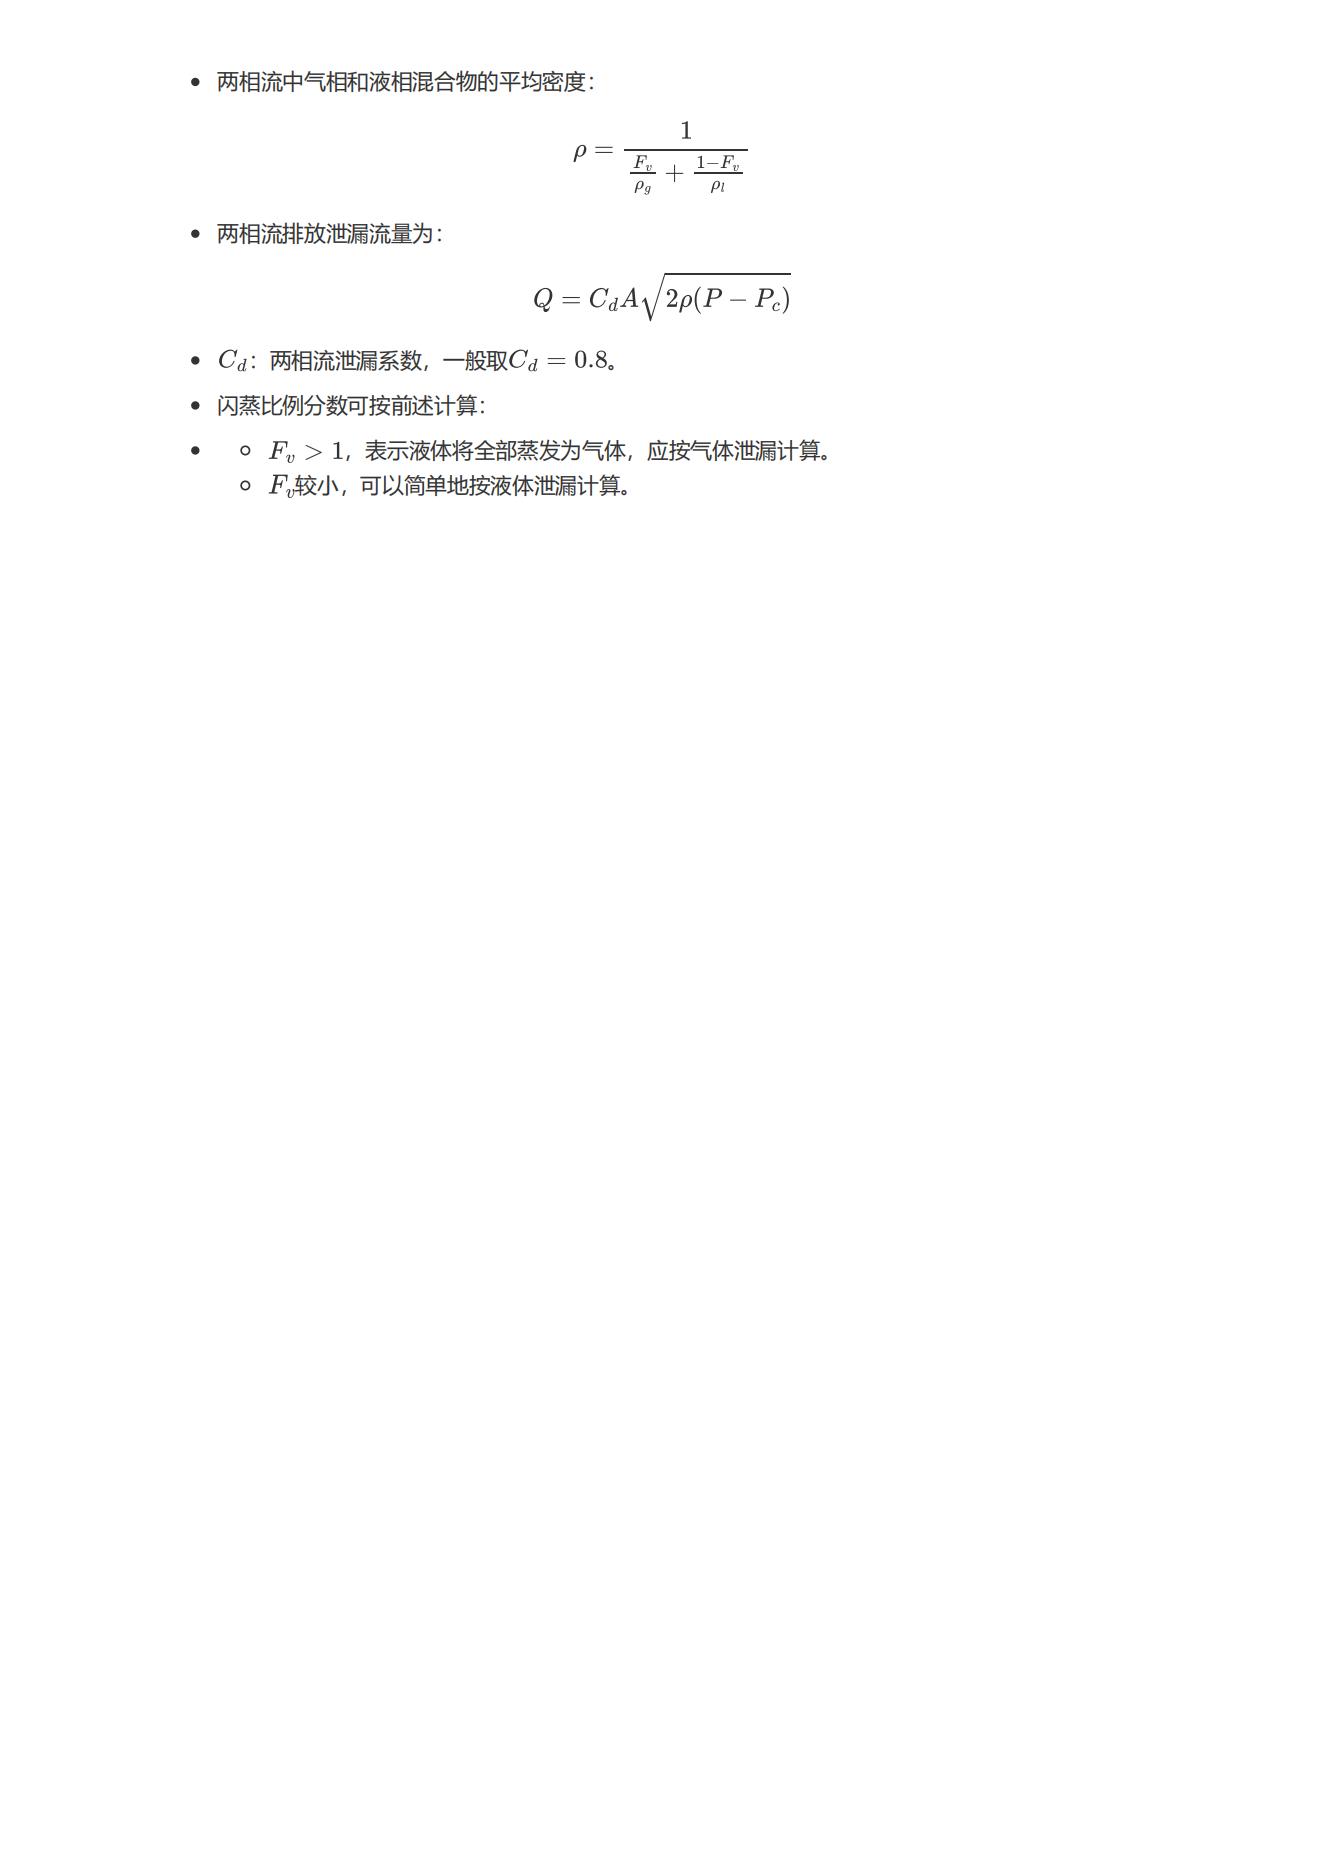 • 两相流中气相和液相混合物的平均密度：
$$\rho = \frac{1}{\frac{F_v}{\rho_g} + \frac{1-F_v}{\rho_l}}$$
• 两相流排放泄漏流量为：
$$Q = C_d A \sqrt{2\rho(P - P_c)}$$
• $C_d$：两相流泄漏系数，一般取$C_d = 0.8$。
• 闪蒸比例分数可按前述计算：
• ○ $F_v > 1$，表示液体将全部蒸发为气体，应按气体泄漏计算。
○ $F_v$较小，可以简单地按液体泄漏计算。